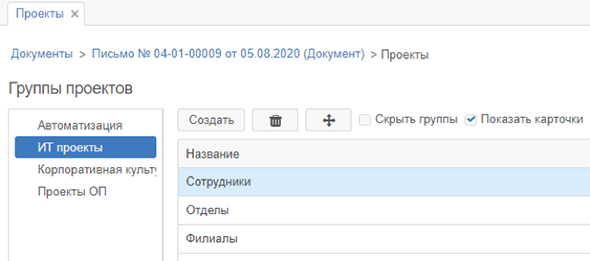 Проекты ×
Документы > Письмо № 04-01-00009 от 05.08.2020 (Документ) > Проекты
Группы проектов
Автоматизация
ИТ проекты
Корпоративная культу
Проекты ОП
Создать Скрыть группы Показать карточки
Название
Сотрудники
Отделы
Филиалы